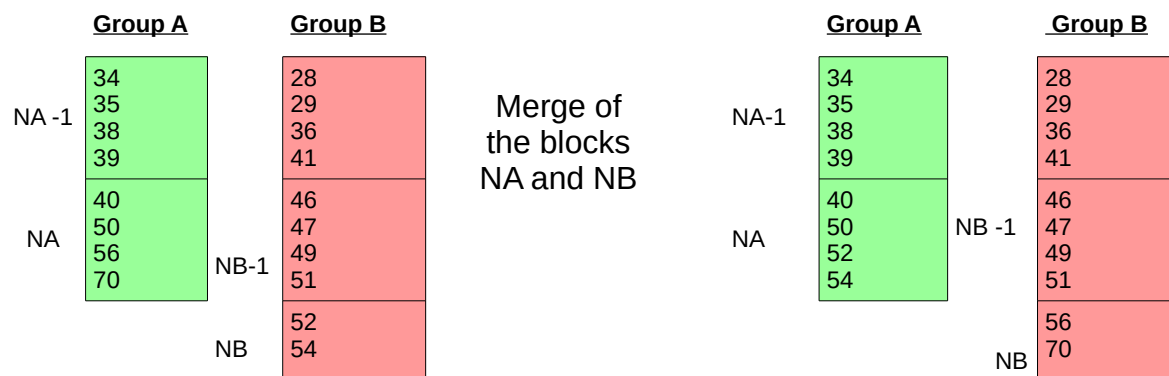 Group A
Group B
NA -1
34
35
38
39
NA
40
50
56
70
28
29
36
41
NB-1
46
47
49
51
NB
52
54
Merge of
the blocks
NA and NB
Group A
Group B
NA-1
34
35
38
39
NA
40
50
52
54
28
29
36
41
NB -1
46
47
49
51
NB
56
70